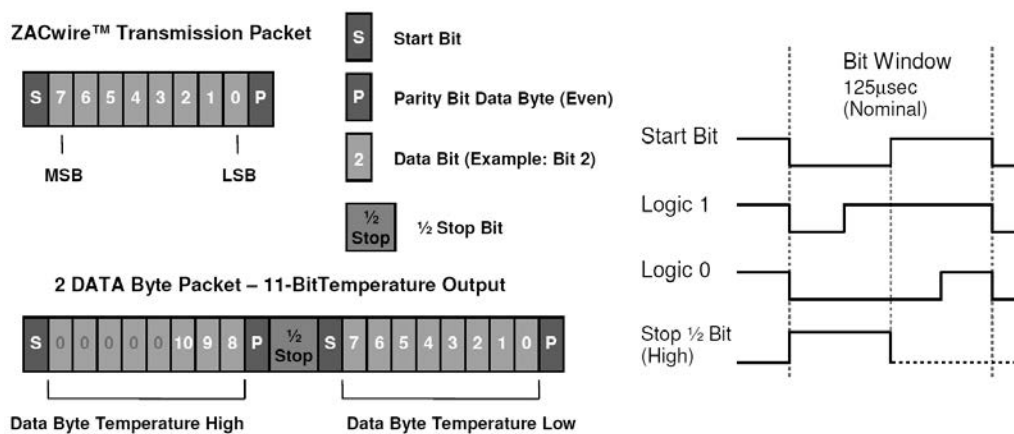 ZACwire™ Transmission Packet
S 7 6 5 4 3 2 1 0 P
MSB LSB
S Start Bit
P Parity Bit Data Byte (Even)
2 Data Bit (Example: Bit 2)
½ Stop ½ Stop Bit
2 DATA Byte Packet – 11-BitTemperature Output
S 0 0 0 0 0 10 9 8 P ½ Stop S 7 6 5 4 3 2 1 0 P
Data Byte Temperature High Data Byte Temperature Low
Bit Window
125µsec
(Nominal)
Start Bit
Logic 1
Logic 0
Stop ½ Bit
(High)